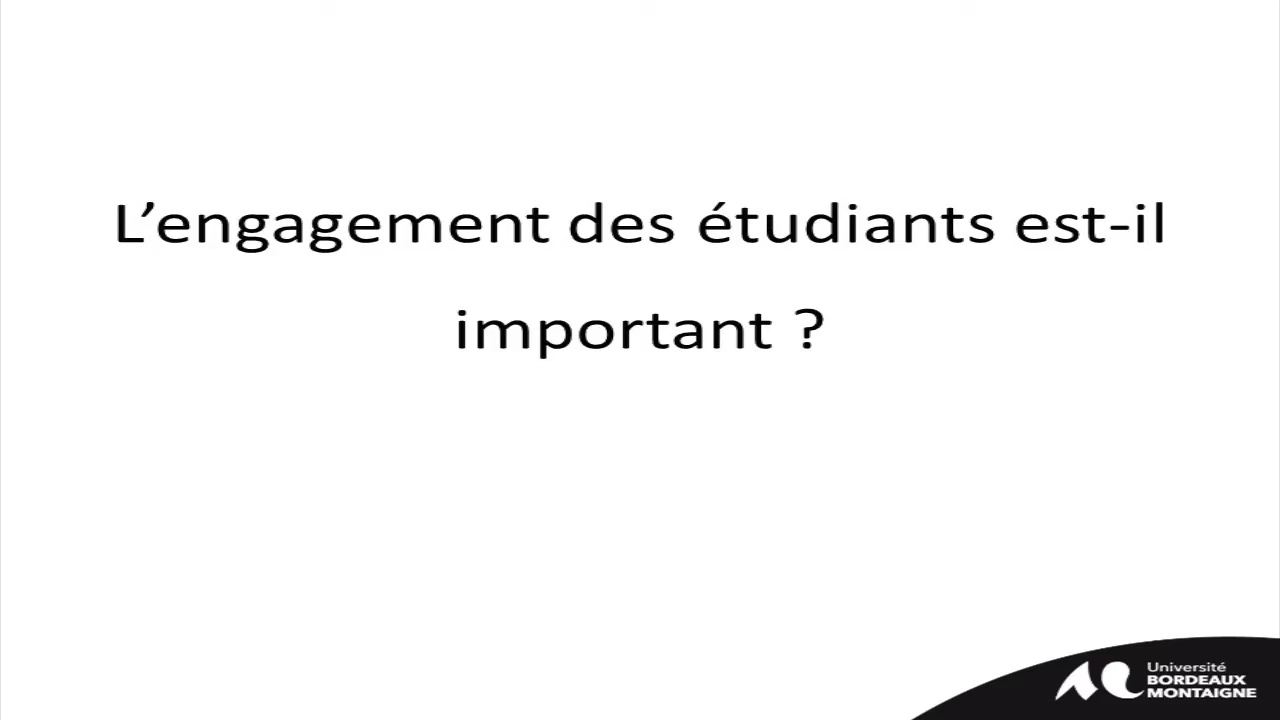 L’engagement des étudiants est-il
important ?
Université
BORDEAUX
MONTAIGNE